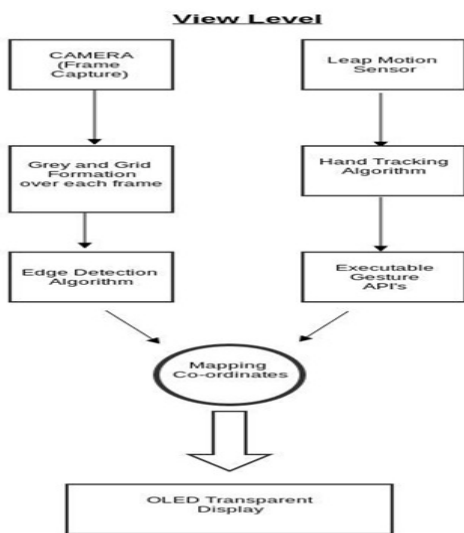 View Level
CAMERA
(Frame
Capture)
Leap Motion
Sensor
Grey and Grid
Formation
over each frame
Hand Tracking
Algorithm
Edge Detection
Algorithm
Executable
Gesture
API's
Mapping
Co-ordinates
OLED Transparent
Display